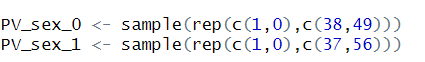 PV_sex_0 <- sample(rep(c(1,0),c(38,49)))
PV_sex_1 <- sample(rep(c(1,0),c(37,56)))